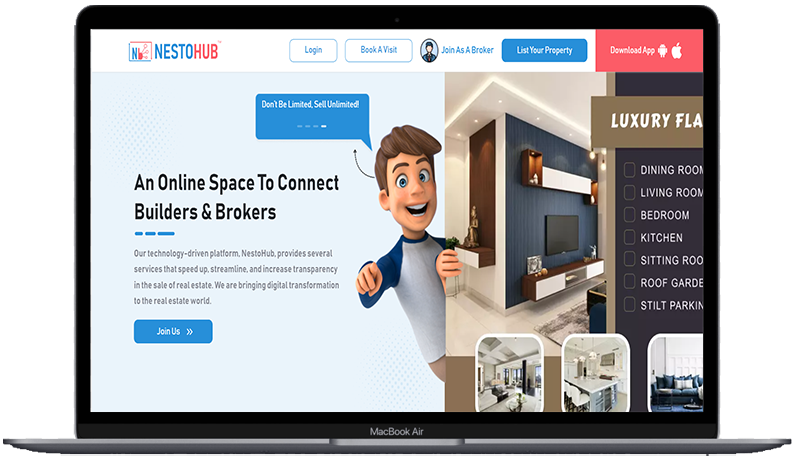 Nb
NESTOHUB
Login
Book A Visit
Join As A Broker
List Your Property
Download App
Don't Be Limited, Sell Unlimited!
An Online Space To Connect
Builders & Brokers
Our technology-driven platform, NestoHub, provides several
services that speed up, streamline, and increase transparency
in the sale of real estate. We are bringing digital transformation
to the real estate world.
Join Us »
LUXURY FLA
DINING ROOM
LIVING ROOM
BEDROOM
KITCHEN
SITTING ROO
ROOF GARDE
STILT PARKIN
MacBook Air